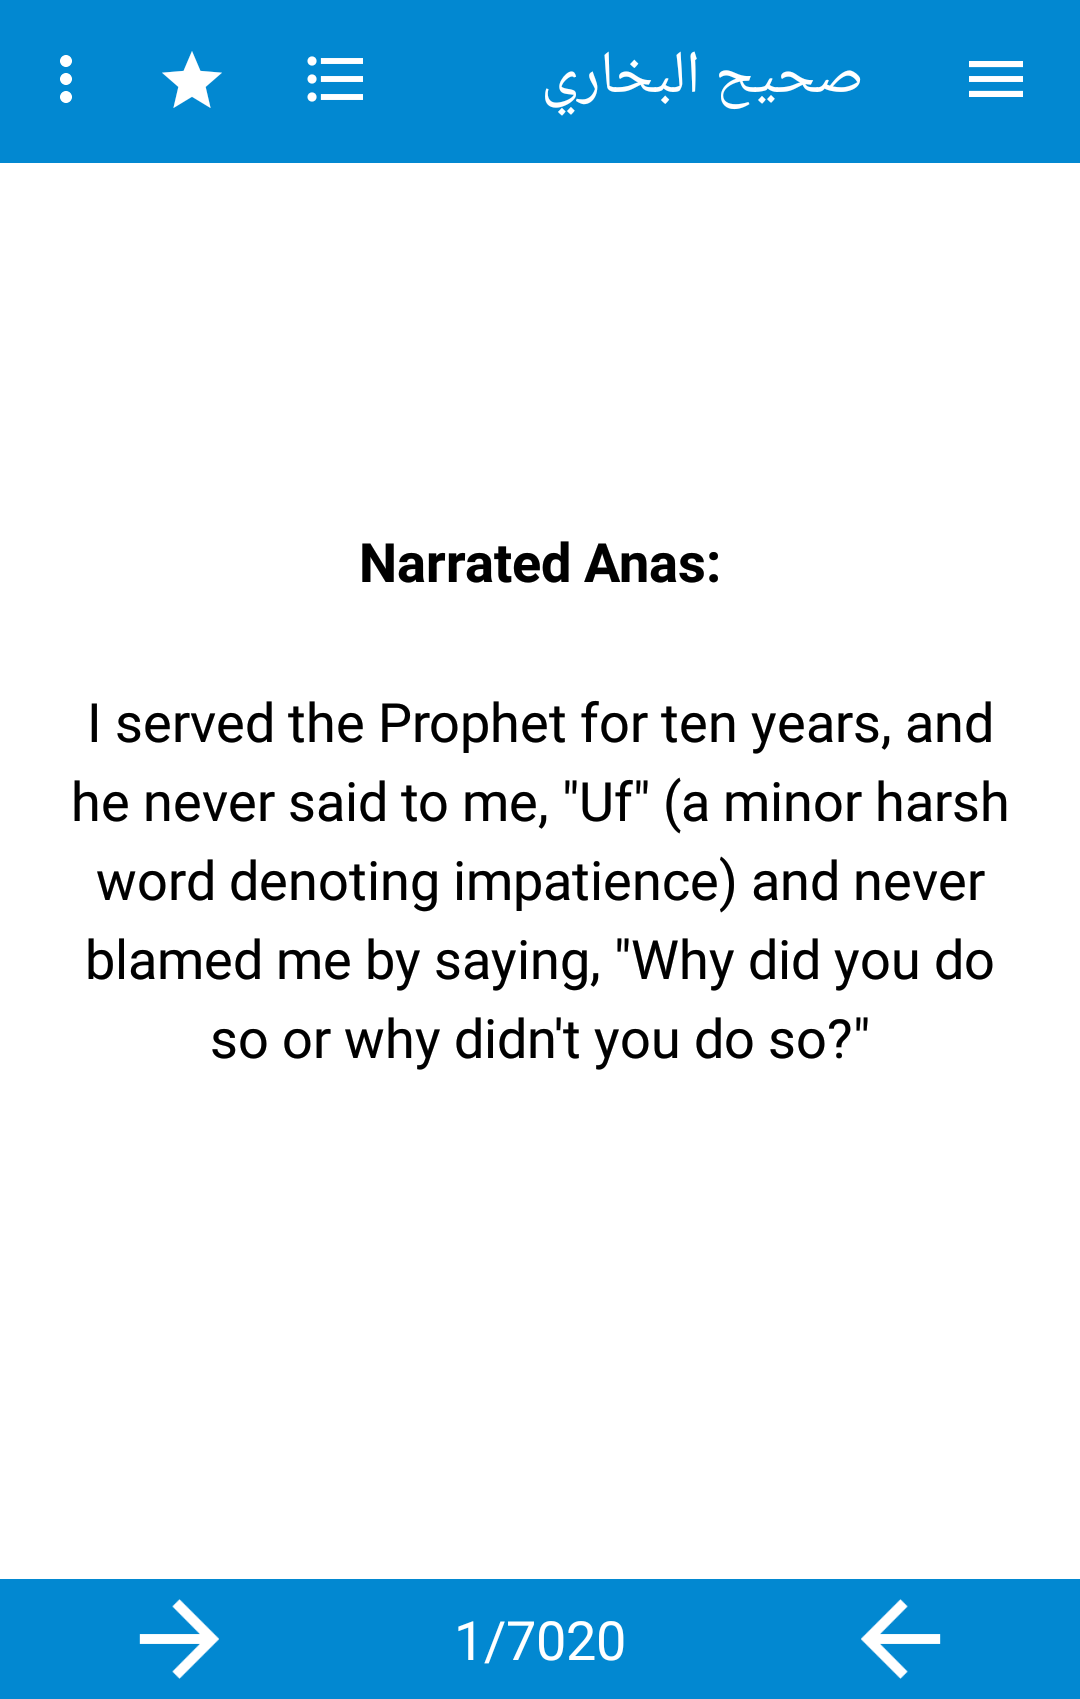 صحيح البخاري
Narrated Anas:
I served the Prophet for ten years, and
he never said to me, "Uf" (a minor harsh
word denoting impatience) and never
blamed me by saying, "Why did you do
so or why didn't you do so?"
1/7020